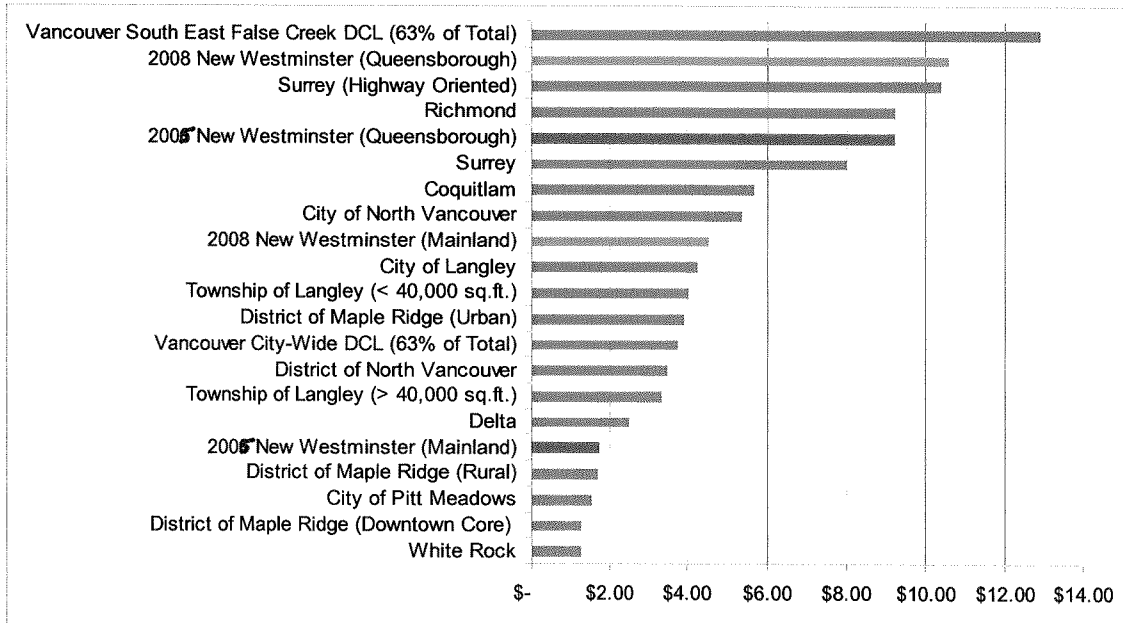 Vancouver South East False Creek DCL (63% of Total)
2008 New Westminster (Queensborough)
Surrey (Highway Oriented)
Richmond
2005 New Westminster (Queensborough)
Surrey
Coquitlam
City of North Vancouver
2008 New Westminster (Mainland)
City of Langley
Township of Langley (< 40,000 sq.ft.)
District of Maple Ridge (Urban)
Vancouver City-Wide DCL (63% of Total)
District of North Vancouver
Township of Langley (> 40,000 sq.ft.)
Delta
2005 New Westminster (Mainland)
District of Maple Ridge (Rural)
City of Pitt Meadows
District of Maple Ridge (Downtown Core)
White Rock
$- $2.00 $4.00 $6.00 $8.00 $10.00 $12.00 $14.00